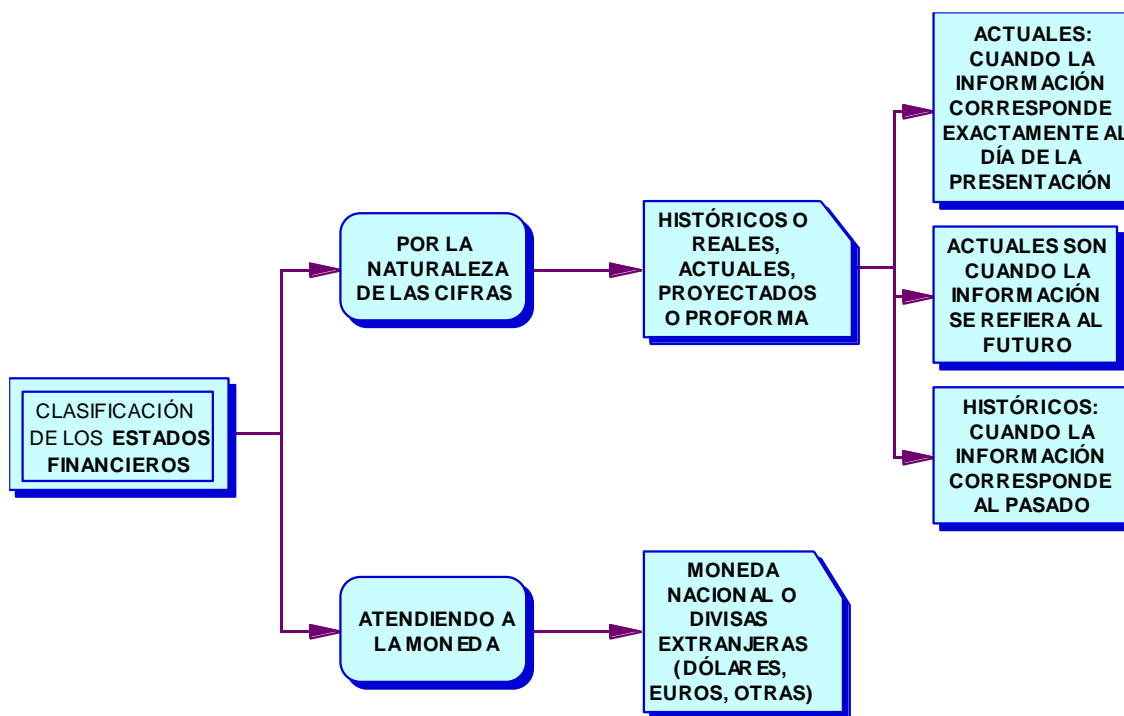 CLASIFICACIÓN
DE LOS ESTADOS
FINANCIEROS
POR LA
NATURALEZA
DE LAS CIFRAS
HISTÓRICOS O
REALES,
ACTUALES,
PROYECTADOS
O PROFORMA
ACTUALES:
CUANDO LA
INFORMACIÓN
CORRESPONDE
EXACTAMENTE AL
DÍA DE LA
PRESENTACIÓN
ACTUALES SON
CUANDO LA
INFORMACIÓN
SE REFIERA AL
FUTURO
HISTÓRICOS:
CUANDO LA
INFORMACIÓN
CORRESPONDE
AL PASADO
ATENDIENDO A
LA MONEDA
MONEDA
NACIONAL O
DIVISAS
EXTRANJERAS
(DÓLARES,
EUROS, OTRAS)